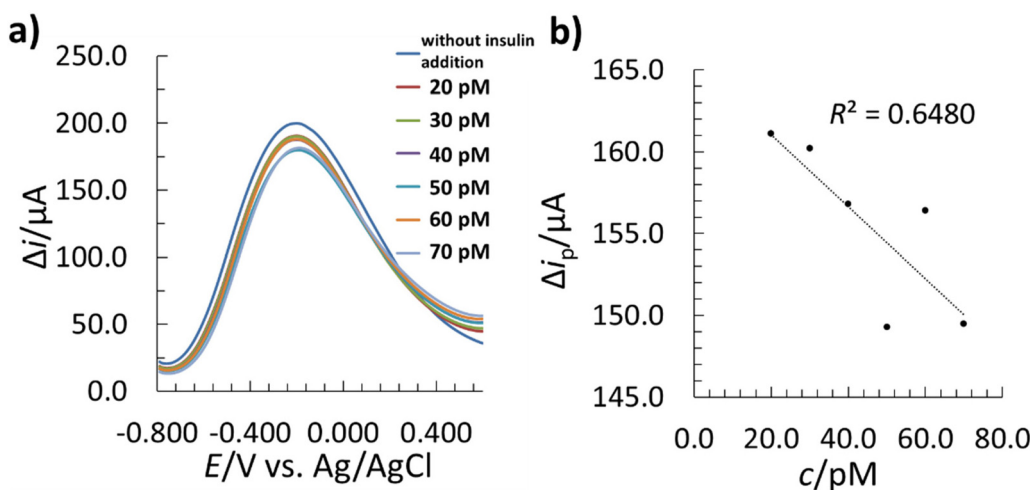 a)
250.0
200.0
150.0
100.0
50.0
0.0
Δi/µA
-0.800 -0.400 0.000 0.400
E/V vs. Ag/AgCl
without insulin
addition
20 pM
30 pM
40 pM
50 pM
60 pM
70 pM
b)
165.0
160.0
155.0
150.0
145.0
Δip/µA
R² = 0.6480
0.0 20.0 40.0 60.0 80.0
c/pM